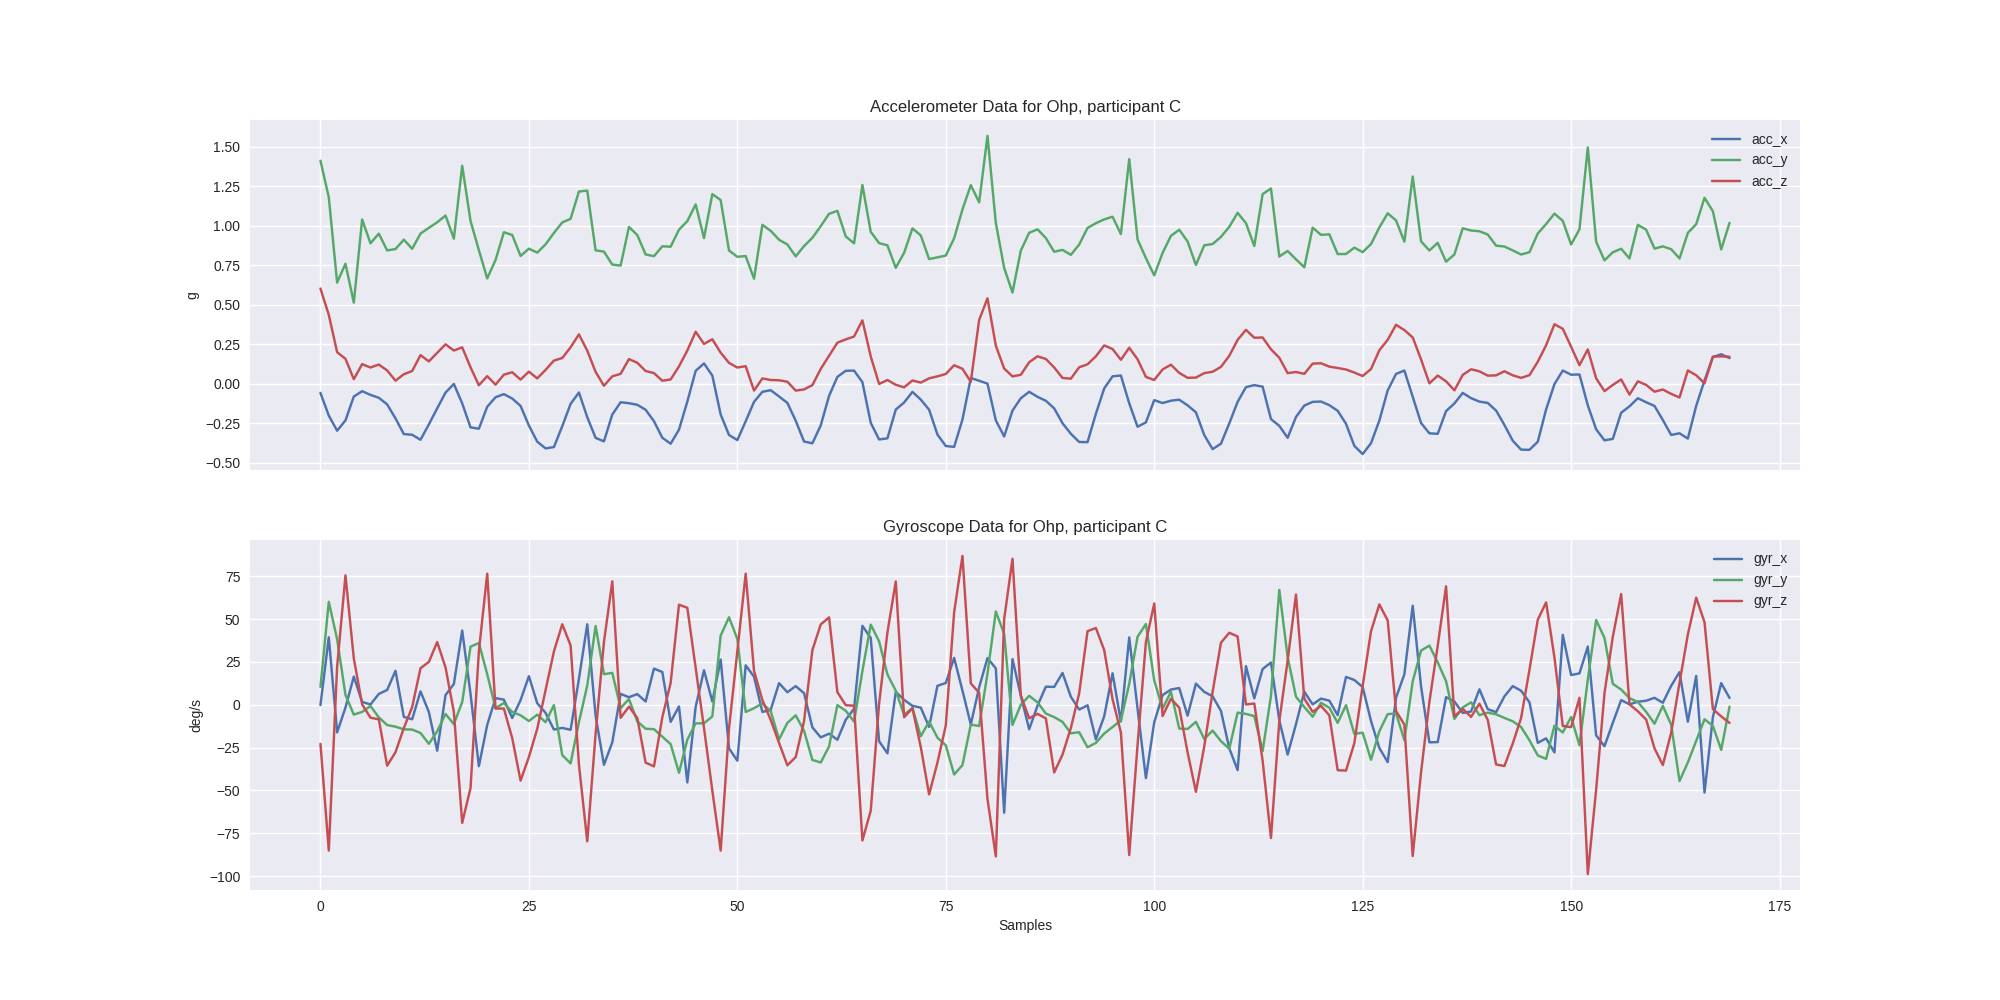 Accelerometer Data for Ohp, participant C
1.50
1.25
1.00
0.75
0.50
0.25
0.00
−0.25
−0.50
g
acc_x
acc_y
acc_z
Gyroscope Data for Ohp, participant C
75
50
25
0
−25
−50
−75
−100
deg/s
gyr_x
gyr_y
gyr_z
0 25 50 75 100 125 150 175
Samples